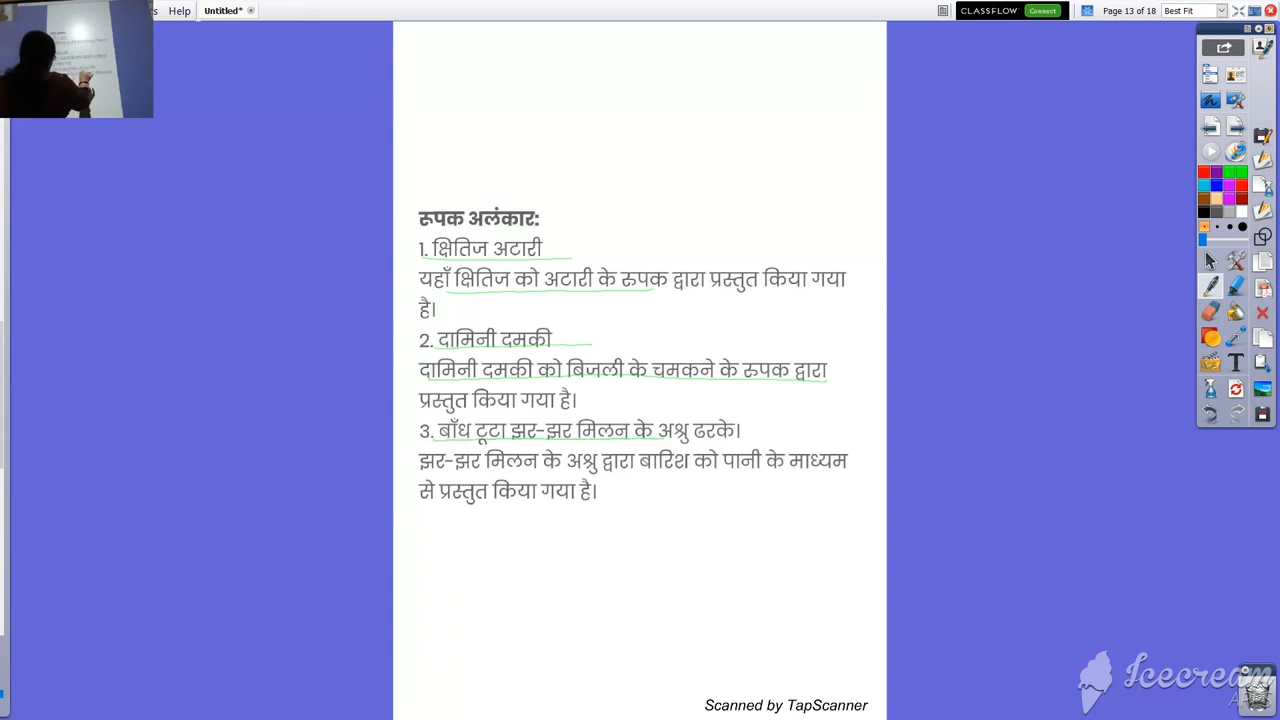 s Help Untitled*
CLASSFLOW Connect
Page 13 of 18 Best Fit
रूपक अलंकार:
1. क्षितिज अटारी
यहाँ क्षितिज को अटारी के रुपक द्वारा प्रस्तुत किया गया
है।
2. दामिनी दमकी
दामिनी दमकी को बिजली के चमकने के रुपक द्वारा
प्रस्तुत किया गया है।
3. बाँध टूटा झर-झर मिलन के अश्रु ढरके।
झर-झर मिलन के अश्रु द्वारा बारिश को पानी के माध्यम
से प्रस्तुत किया गया है।
Scanned by TapScanner
Icecream
APPS